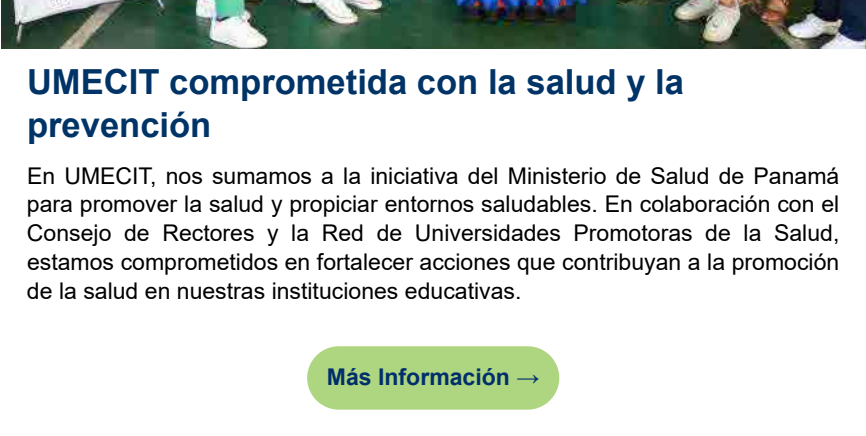 UMECIT comprometida con la salud y la
prevención
En UMECIT, nos sumamos a la iniciativa del Ministerio de Salud de Panamá
para promover la salud y propiciar entornos saludables. En colaboración con el
Consejo de Rectores y la Red de Universidades Promotoras de la Salud,
estamos comprometidos en fortalecer acciones que contribuyan a la promoción
de la salud en nuestras instituciones educativas.
Más Información →